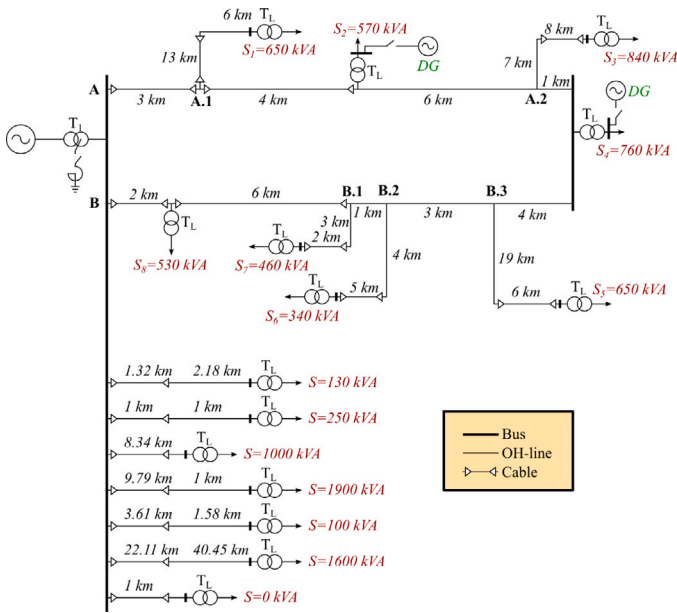 6 km
T_L
S_1=650 kVA
13 km
S_2=570 kVA
DG
T_L
8 km
T_L
S_3=840 kVA
7 km
1 km
A
3 km
A.1
4 km
6 km
A.2
DG
T_L
S_4=760 kVA
T_1
B
2 km
6 km
B.1
B.2
B.3
T_L
S_8=530 kVA
3 km
1 km
3 km
4 km
T_L
2 km
S_7=460 kVA
4 km
19 km
T_L
5 km
S_6=340 kVA
6 km
T_L
S_5=650 kVA
1.32 km 2.18 km T_L S=130 kVA
1 km 1 km T_L S=250 kVA
8.34 km T_L S=1000 kVA
9.79 km 1 km T_L S=1900 kVA
3.61 km 1.58 km T_L S=100 kVA
22.11 km 40.45 km T_L S=1600 kVA
1 km T_L S=0 kVA
Bus
OH-line
Cable